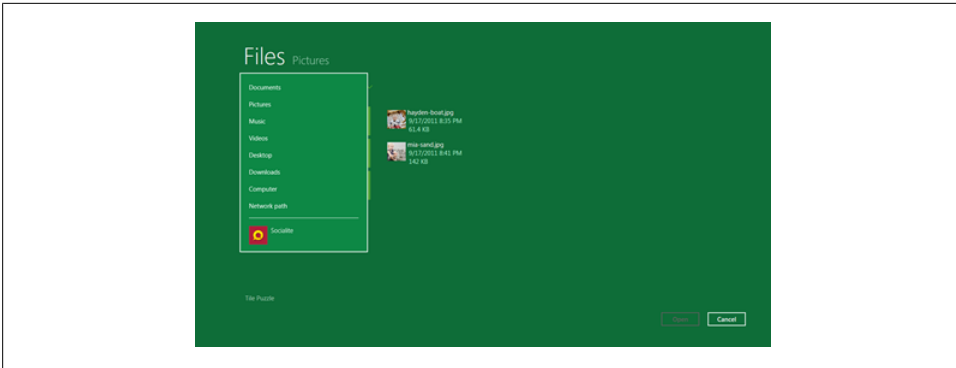 Files Pictures
Documents
Pictures
Music
Videos
Desktop
Downloads
Computer
Network path
Socialite
hayden-boat.jpg
9/17/2011 8:35 PM
61.4 KB
mia-sand.jpg
9/17/2011 8:41 PM
142 KB
Tile Puzzle
Open Cancel